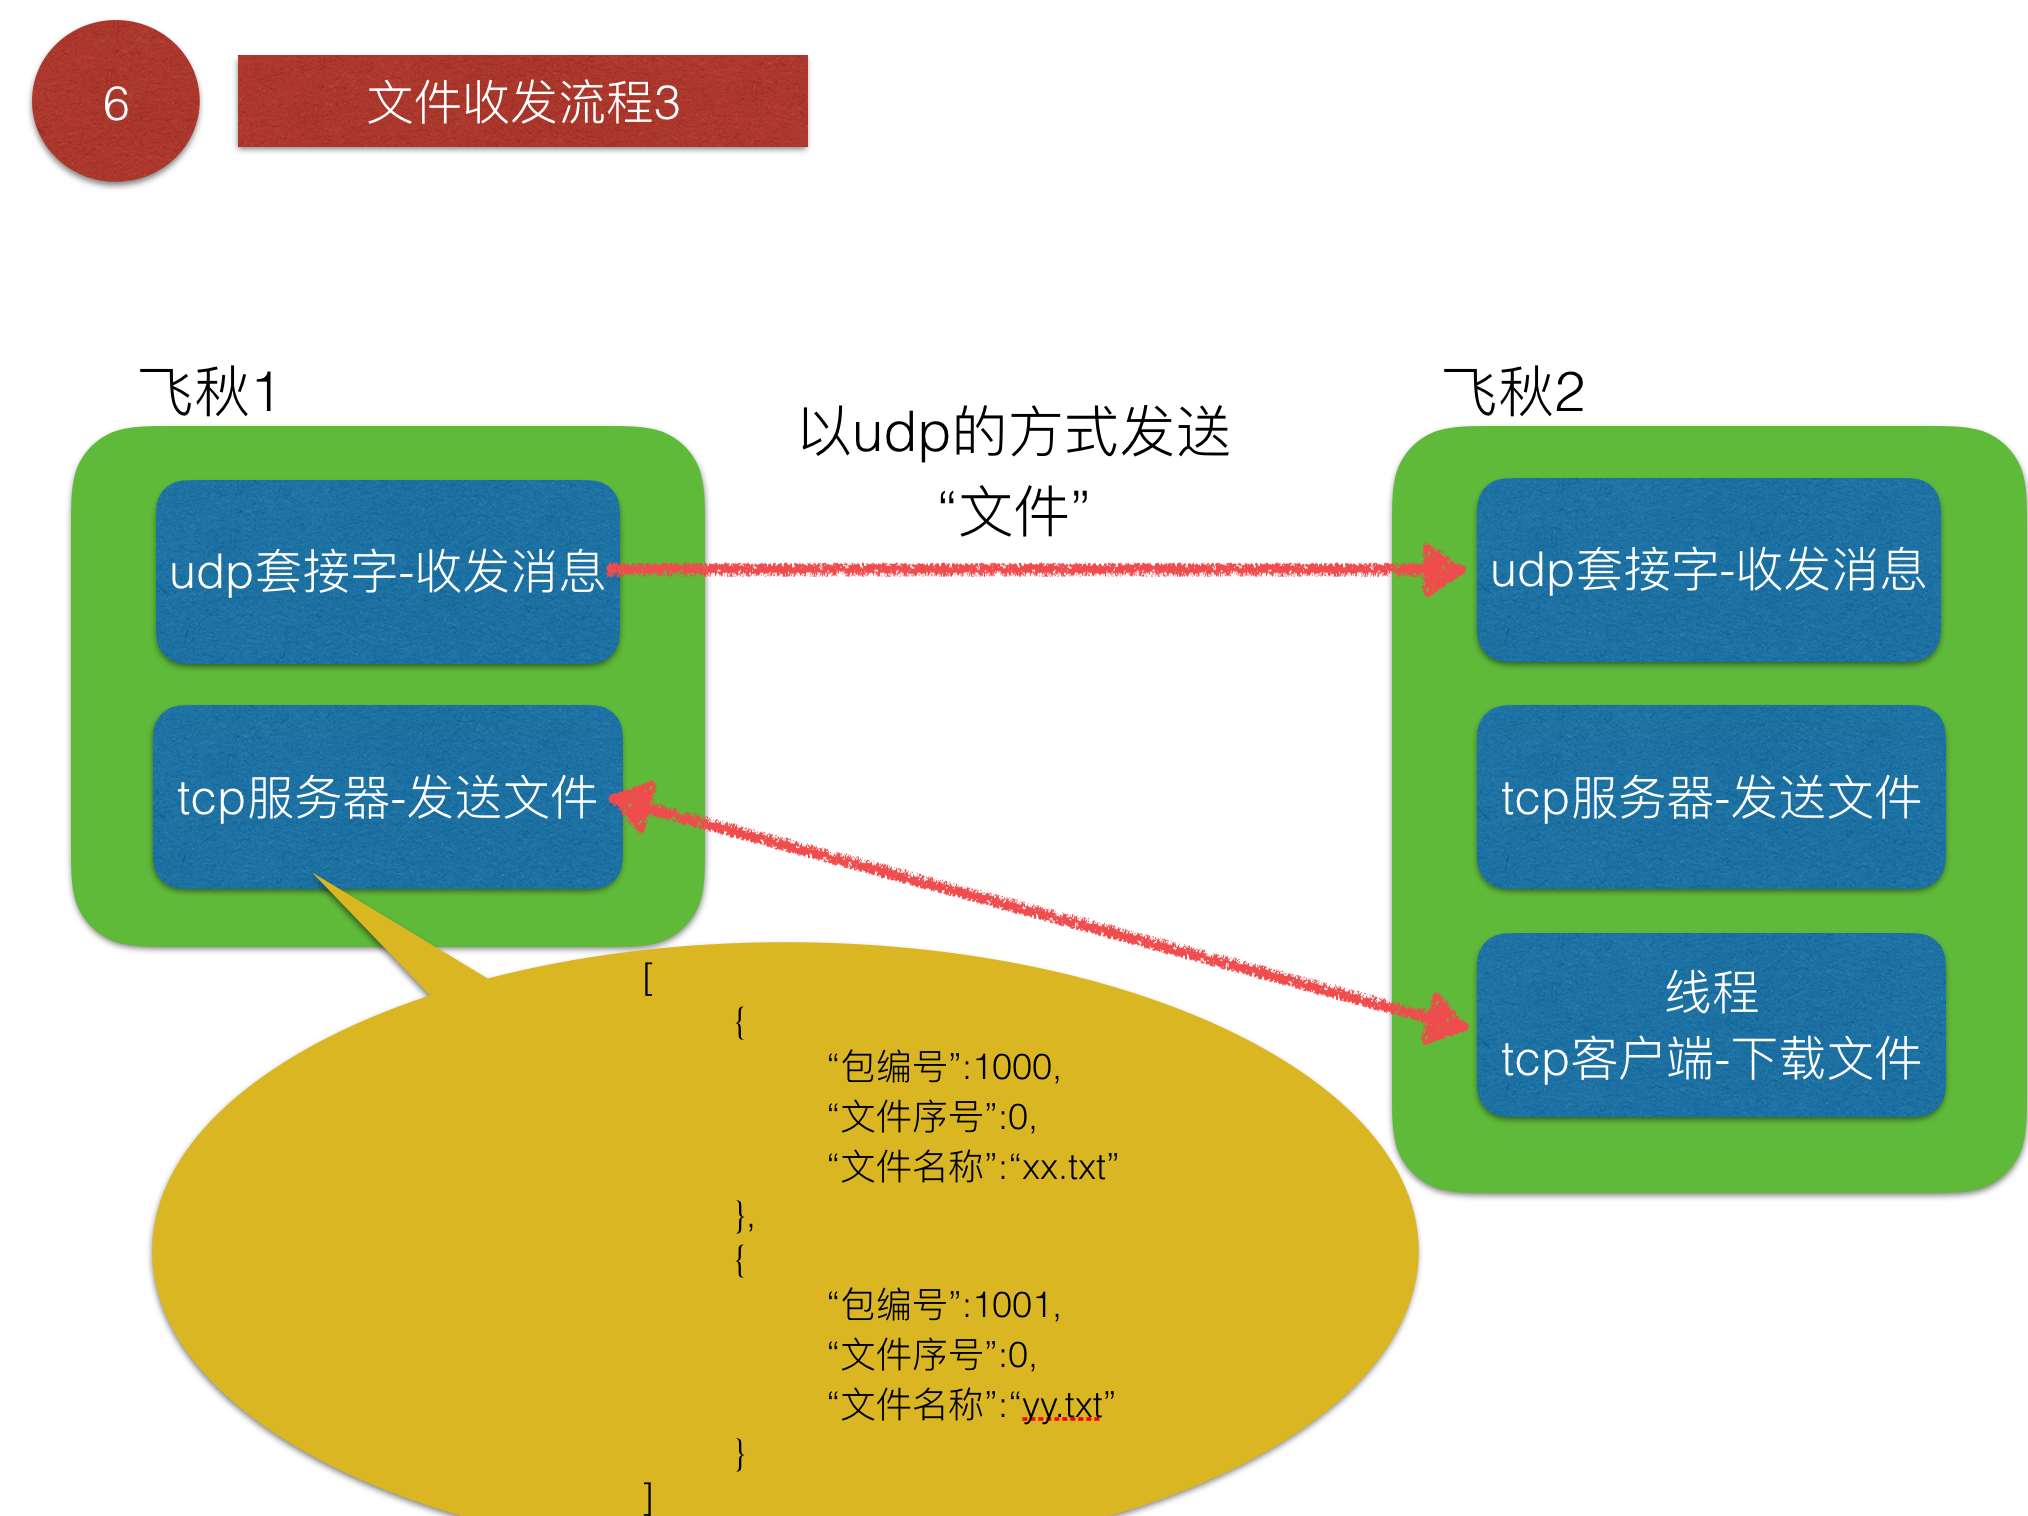 6
文件收发流程3
飞秋1
飞秋2
以udp的方式发送
“文件”
udp套接字-收发消息
udp套接字-收发消息
tcp服务器-发送文件
tcp服务器-发送文件
线程
tcp客户端-下载文件
[
{
“包编号”:1000,
“文件序号”:0,
“文件名称”:“xx.txt”
},
{
“包编号”:1001,
“文件序号”:0,
“文件名称”:“yy.txt”
}
]